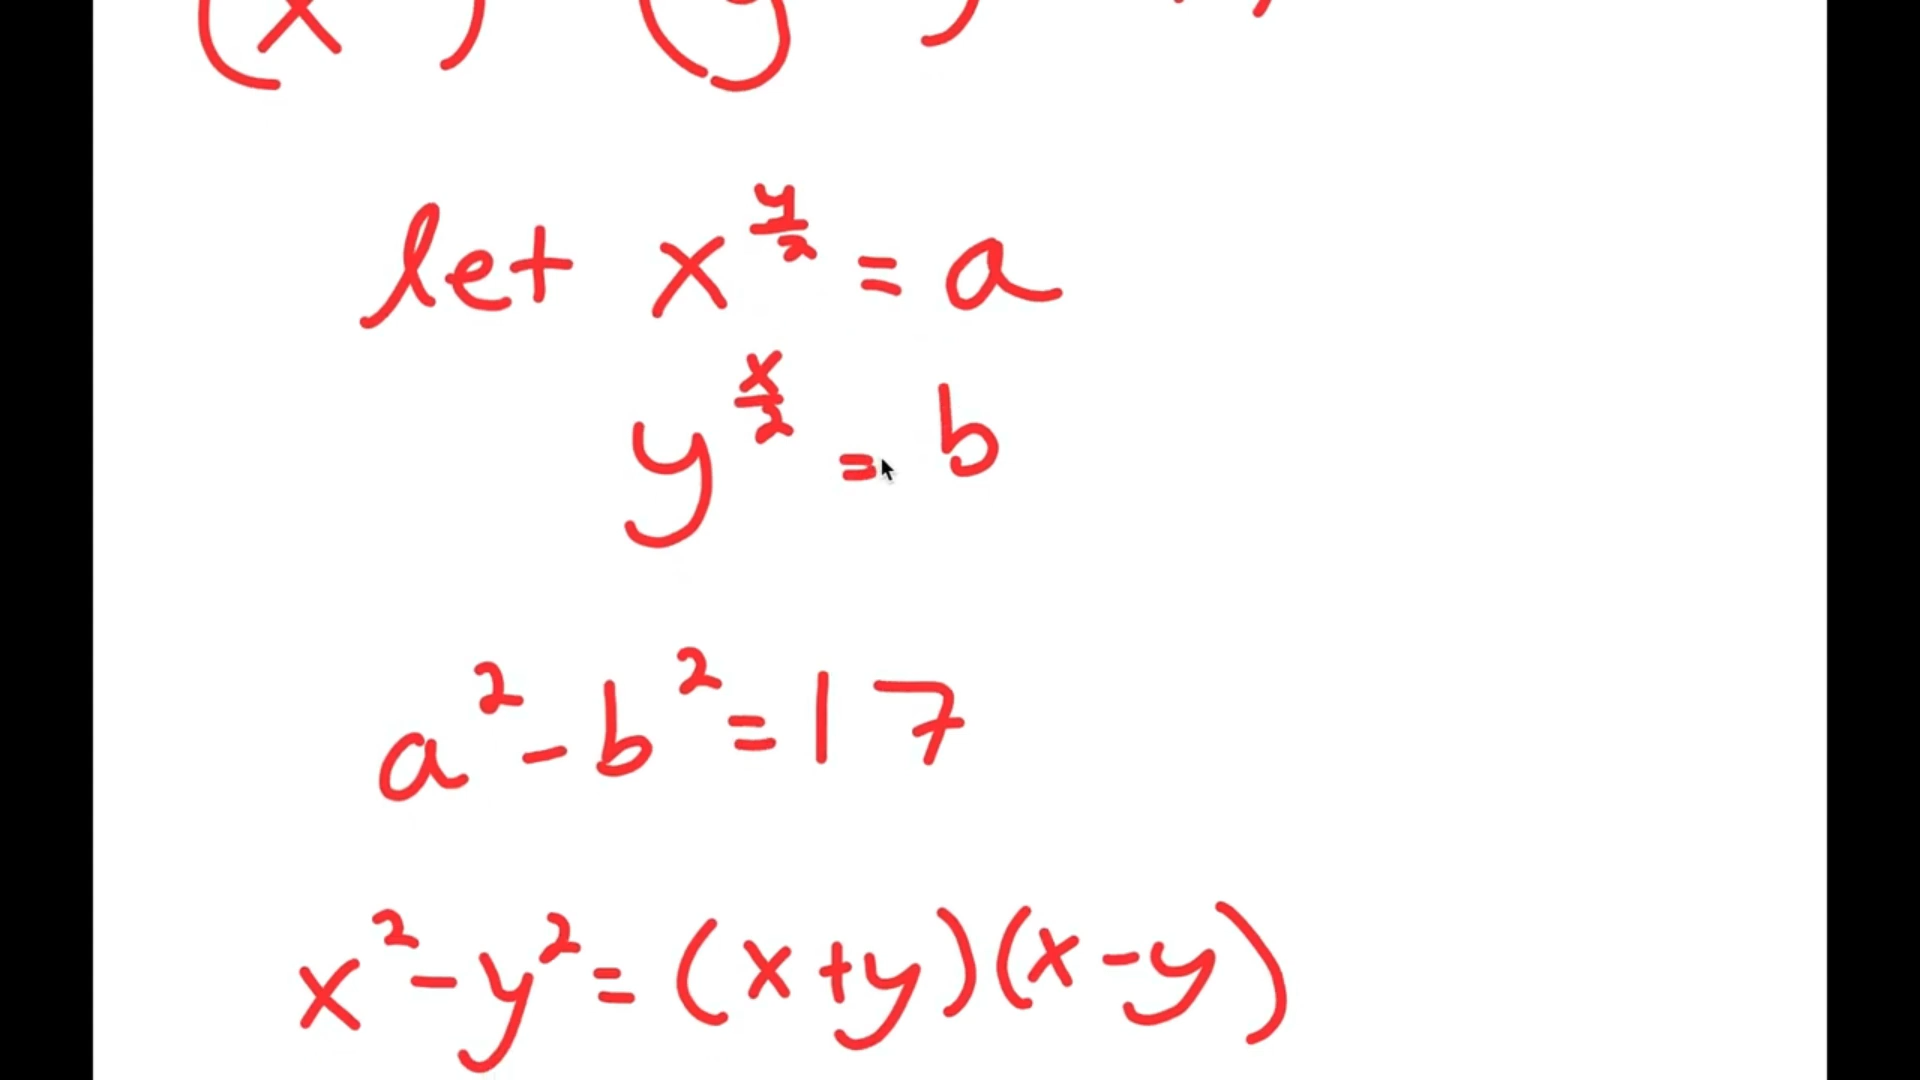 (x ) (y )
let x^(y/2) = a
y^(x/2) = b
a² - b² = 17
x² - y² = (x + y)(x - y)